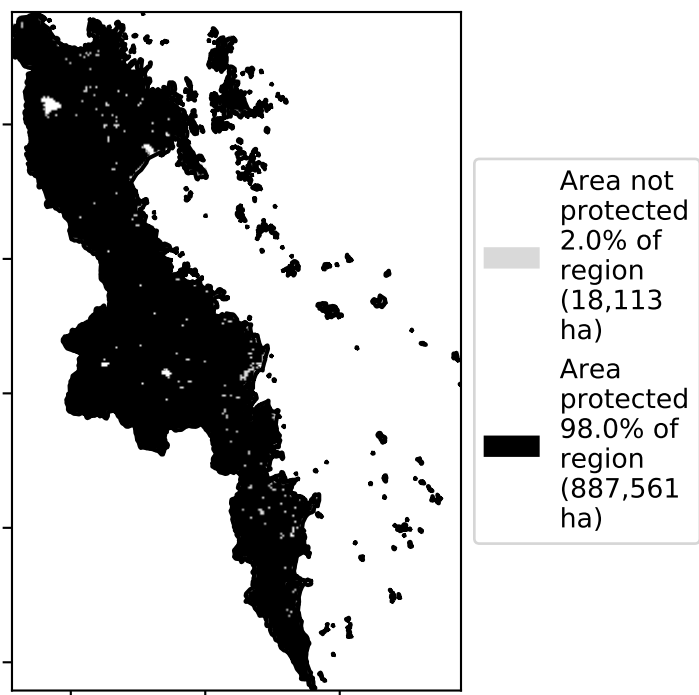 Area not
protected
2.0% of
region
(18,113
ha)
Area
protected
98.0% of
region
(887,561
ha)